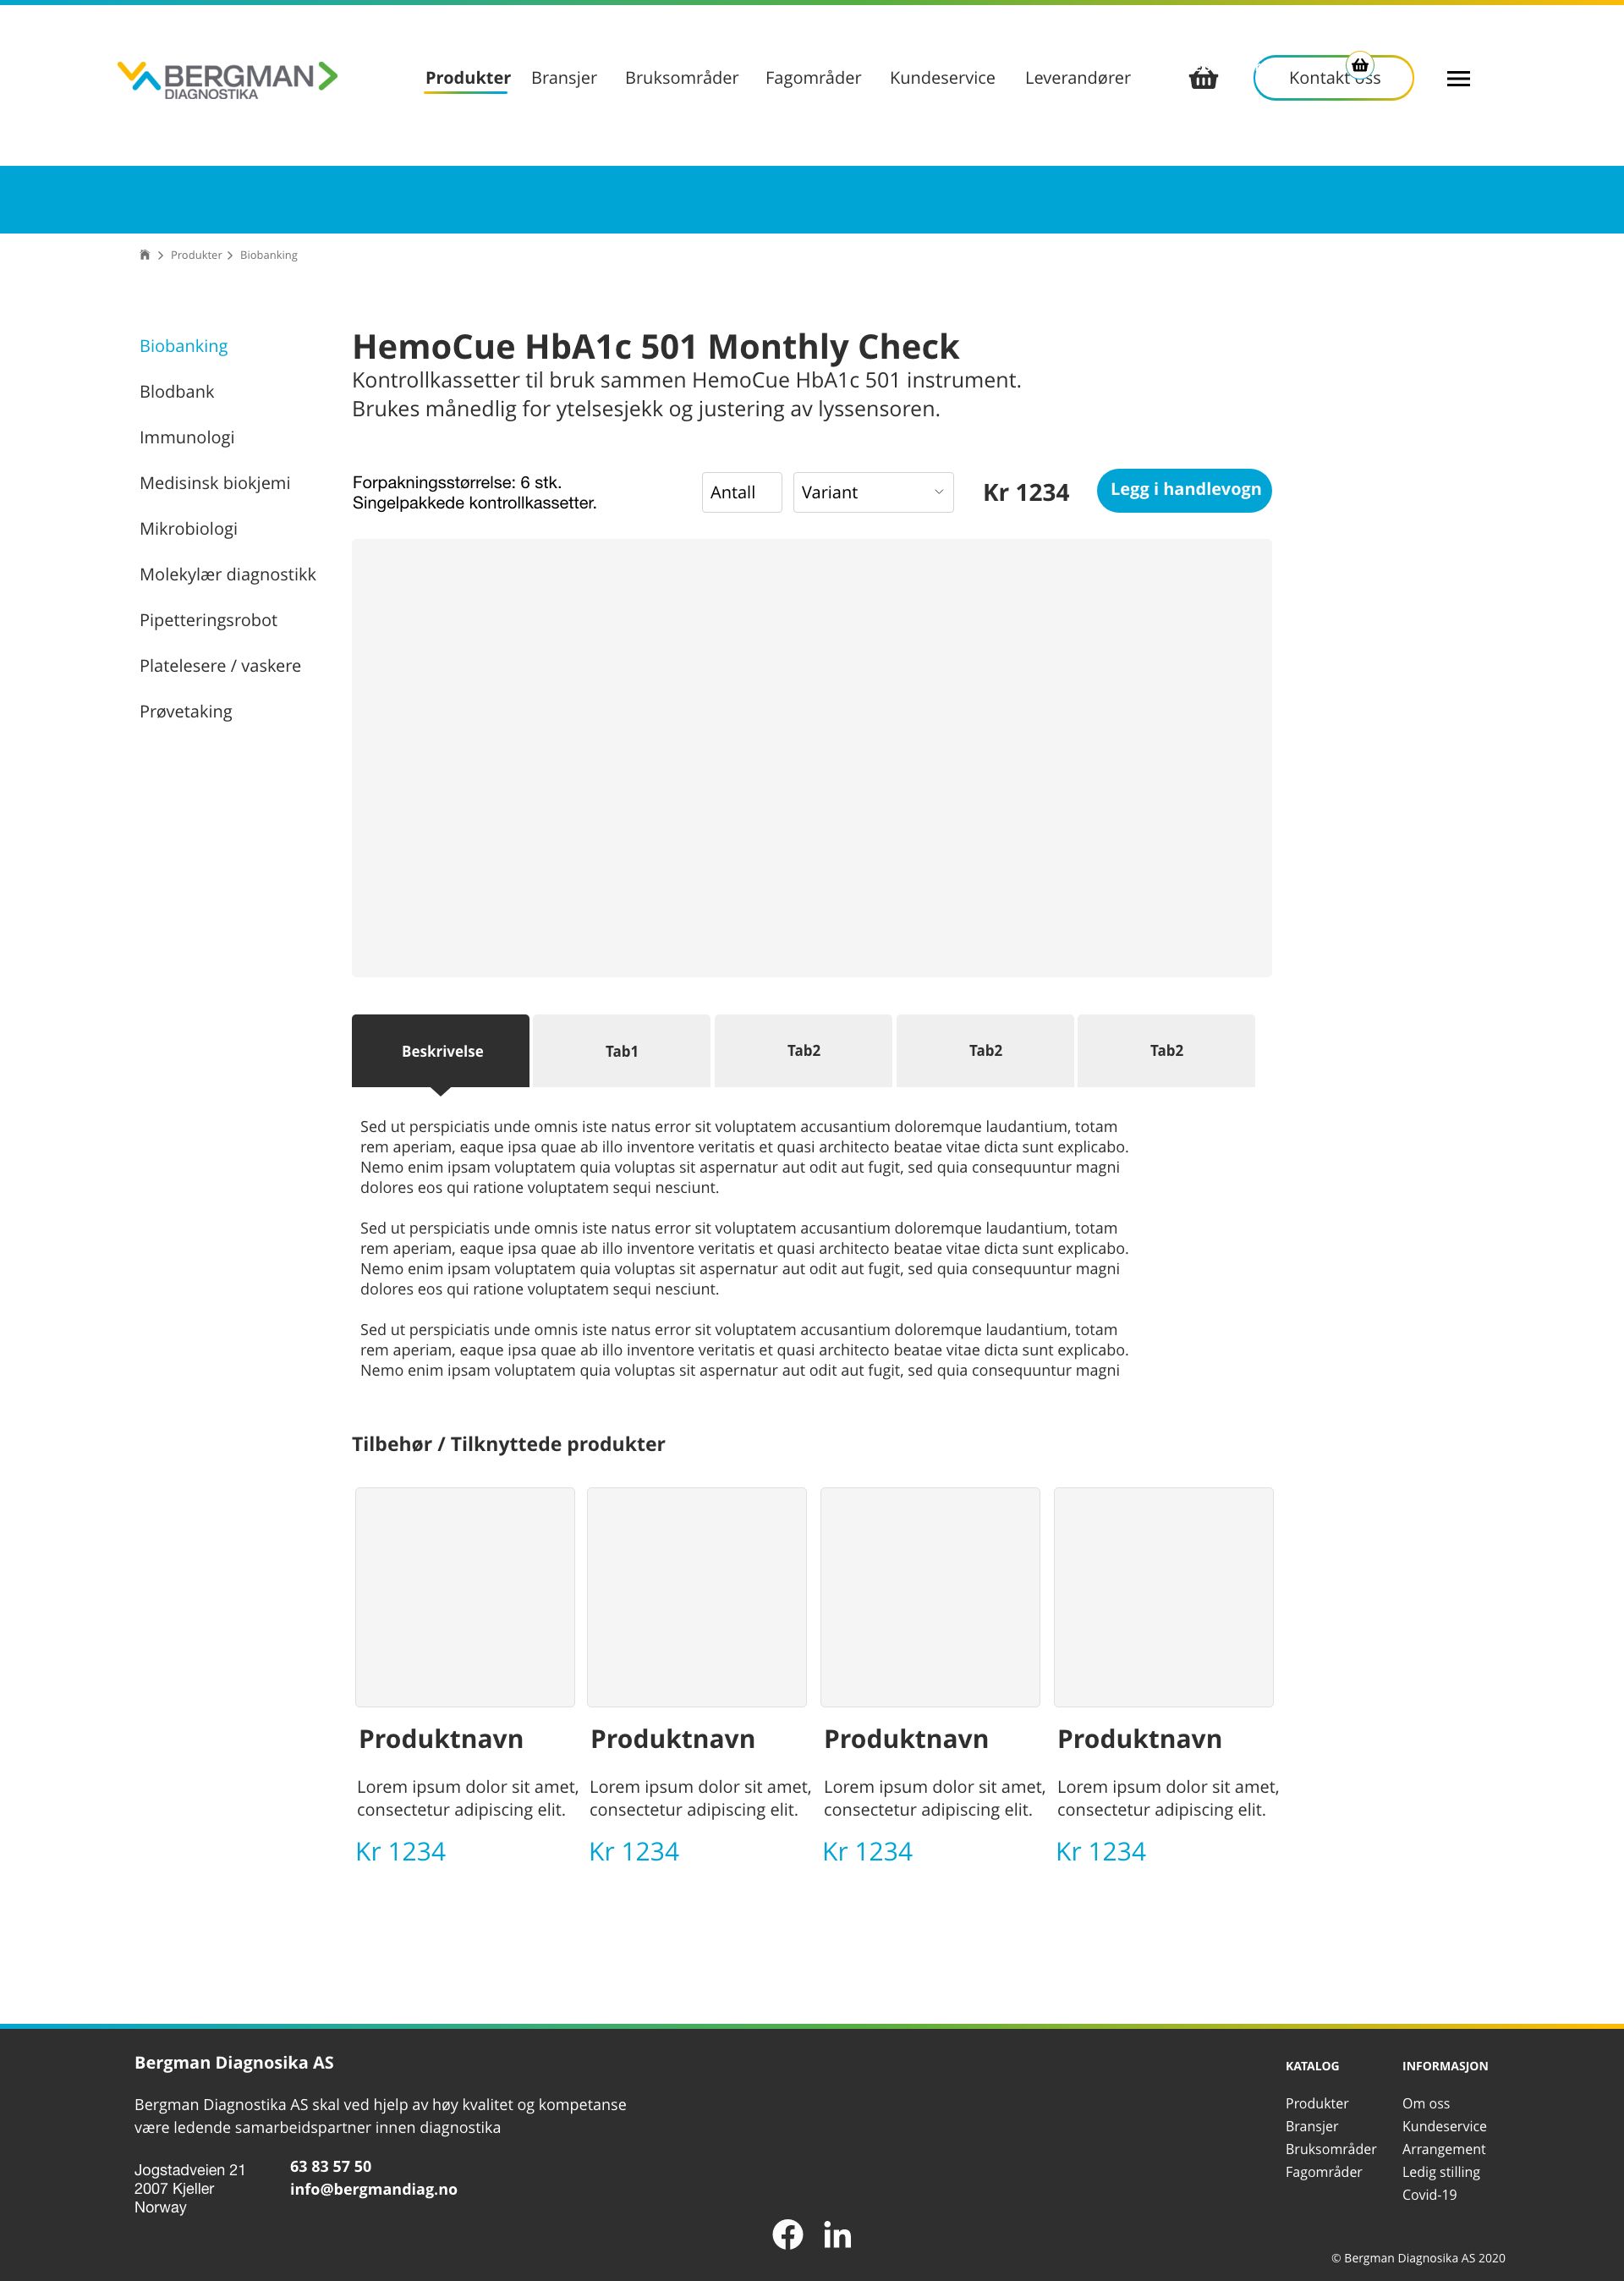 BERGMAN
DIAGNOSTIKA
Produkter Bransjer Bruksområder Fagområder Kundeservice Leverandører Kontakt oss
Produkter Biobanking
Biobanking
Blodbank
Immunologi
Medisinsk biokjemi
Mikrobiologi
Molekylær diagnostikk
Pipetteringsrobot
Platelesere / vaskere
Prøvetaking
HemoCue HbA1c 501 Monthly Check
Kontrollkassetter til bruk sammen HemoCue HbA1c 501 instrument.
Brukes månedlig for ytelsesjekk og justering av lyssensoren.
Forpakningsstørrelse: 6 stk.
Singelpakkede kontrollkassetter.
Antall Variant Kr 1234 Legg i handlevogn
Beskrivelse Tab1 Tab2 Tab2 Tab2
Sed ut perspiciatis unde omnis iste natus error sit voluptatem accusantium doloremque laudantium, totam
rem aperiam, eaque ipsa quae ab illo inventore veritatis et quasi architecto beatae vitae dicta sunt explicabo.
Nemo enim ipsam voluptatem quia voluptas sit aspernatur aut odit aut fugit, sed quia consequuntur magni
dolores eos qui ratione voluptatem sequi nesciunt.
Sed ut perspiciatis unde omnis iste natus error sit voluptatem accusantium doloremque laudantium, totam
rem aperiam, eaque ipsa quae ab illo inventore veritatis et quasi architecto beatae vitae dicta sunt explicabo.
Nemo enim ipsam voluptatem quia voluptas sit aspernatur aut odit aut fugit, sed quia consequuntur magni
dolores eos qui ratione voluptatem sequi nesciunt.
Sed ut perspiciatis unde omnis iste natus error sit voluptatem accusantium doloremque laudantium, totam
rem aperiam, eaque ipsa quae ab illo inventore veritatis et quasi architecto beatae vitae dicta sunt explicabo.
Nemo enim ipsam voluptatem quia voluptas sit aspernatur aut odit aut fugit, sed quia consequuntur magni
Tilbehør / Tilknyttede produkter
Produktnavn
Lorem ipsum dolor sit amet,
consectetur adipiscing elit.
Kr 1234
Produktnavn
Lorem ipsum dolor sit amet,
consectetur adipiscing elit.
Kr 1234
Produktnavn
Lorem ipsum dolor sit amet,
consectetur adipiscing elit.
Kr 1234
Produktnavn
Lorem ipsum dolor sit amet,
consectetur adipiscing elit.
Kr 1234
Bergman Diagnosika AS
Bergman Diagnostika AS skal ved hjelp av høy kvalitet og kompetanse
være ledende samarbeidspartner innen diagnostika
Jogstadveien 21
2007 Kjeller
Norway
63 83 57 50
info@bergmandiag.no
KATALOG
Produkter
Bransjer
Bruksområder
Fagområder
INFORMASJON
Om oss
Kundeservice
Arrangement
Ledig stilling
Covid-19
© Bergman Diagnosika AS 2020